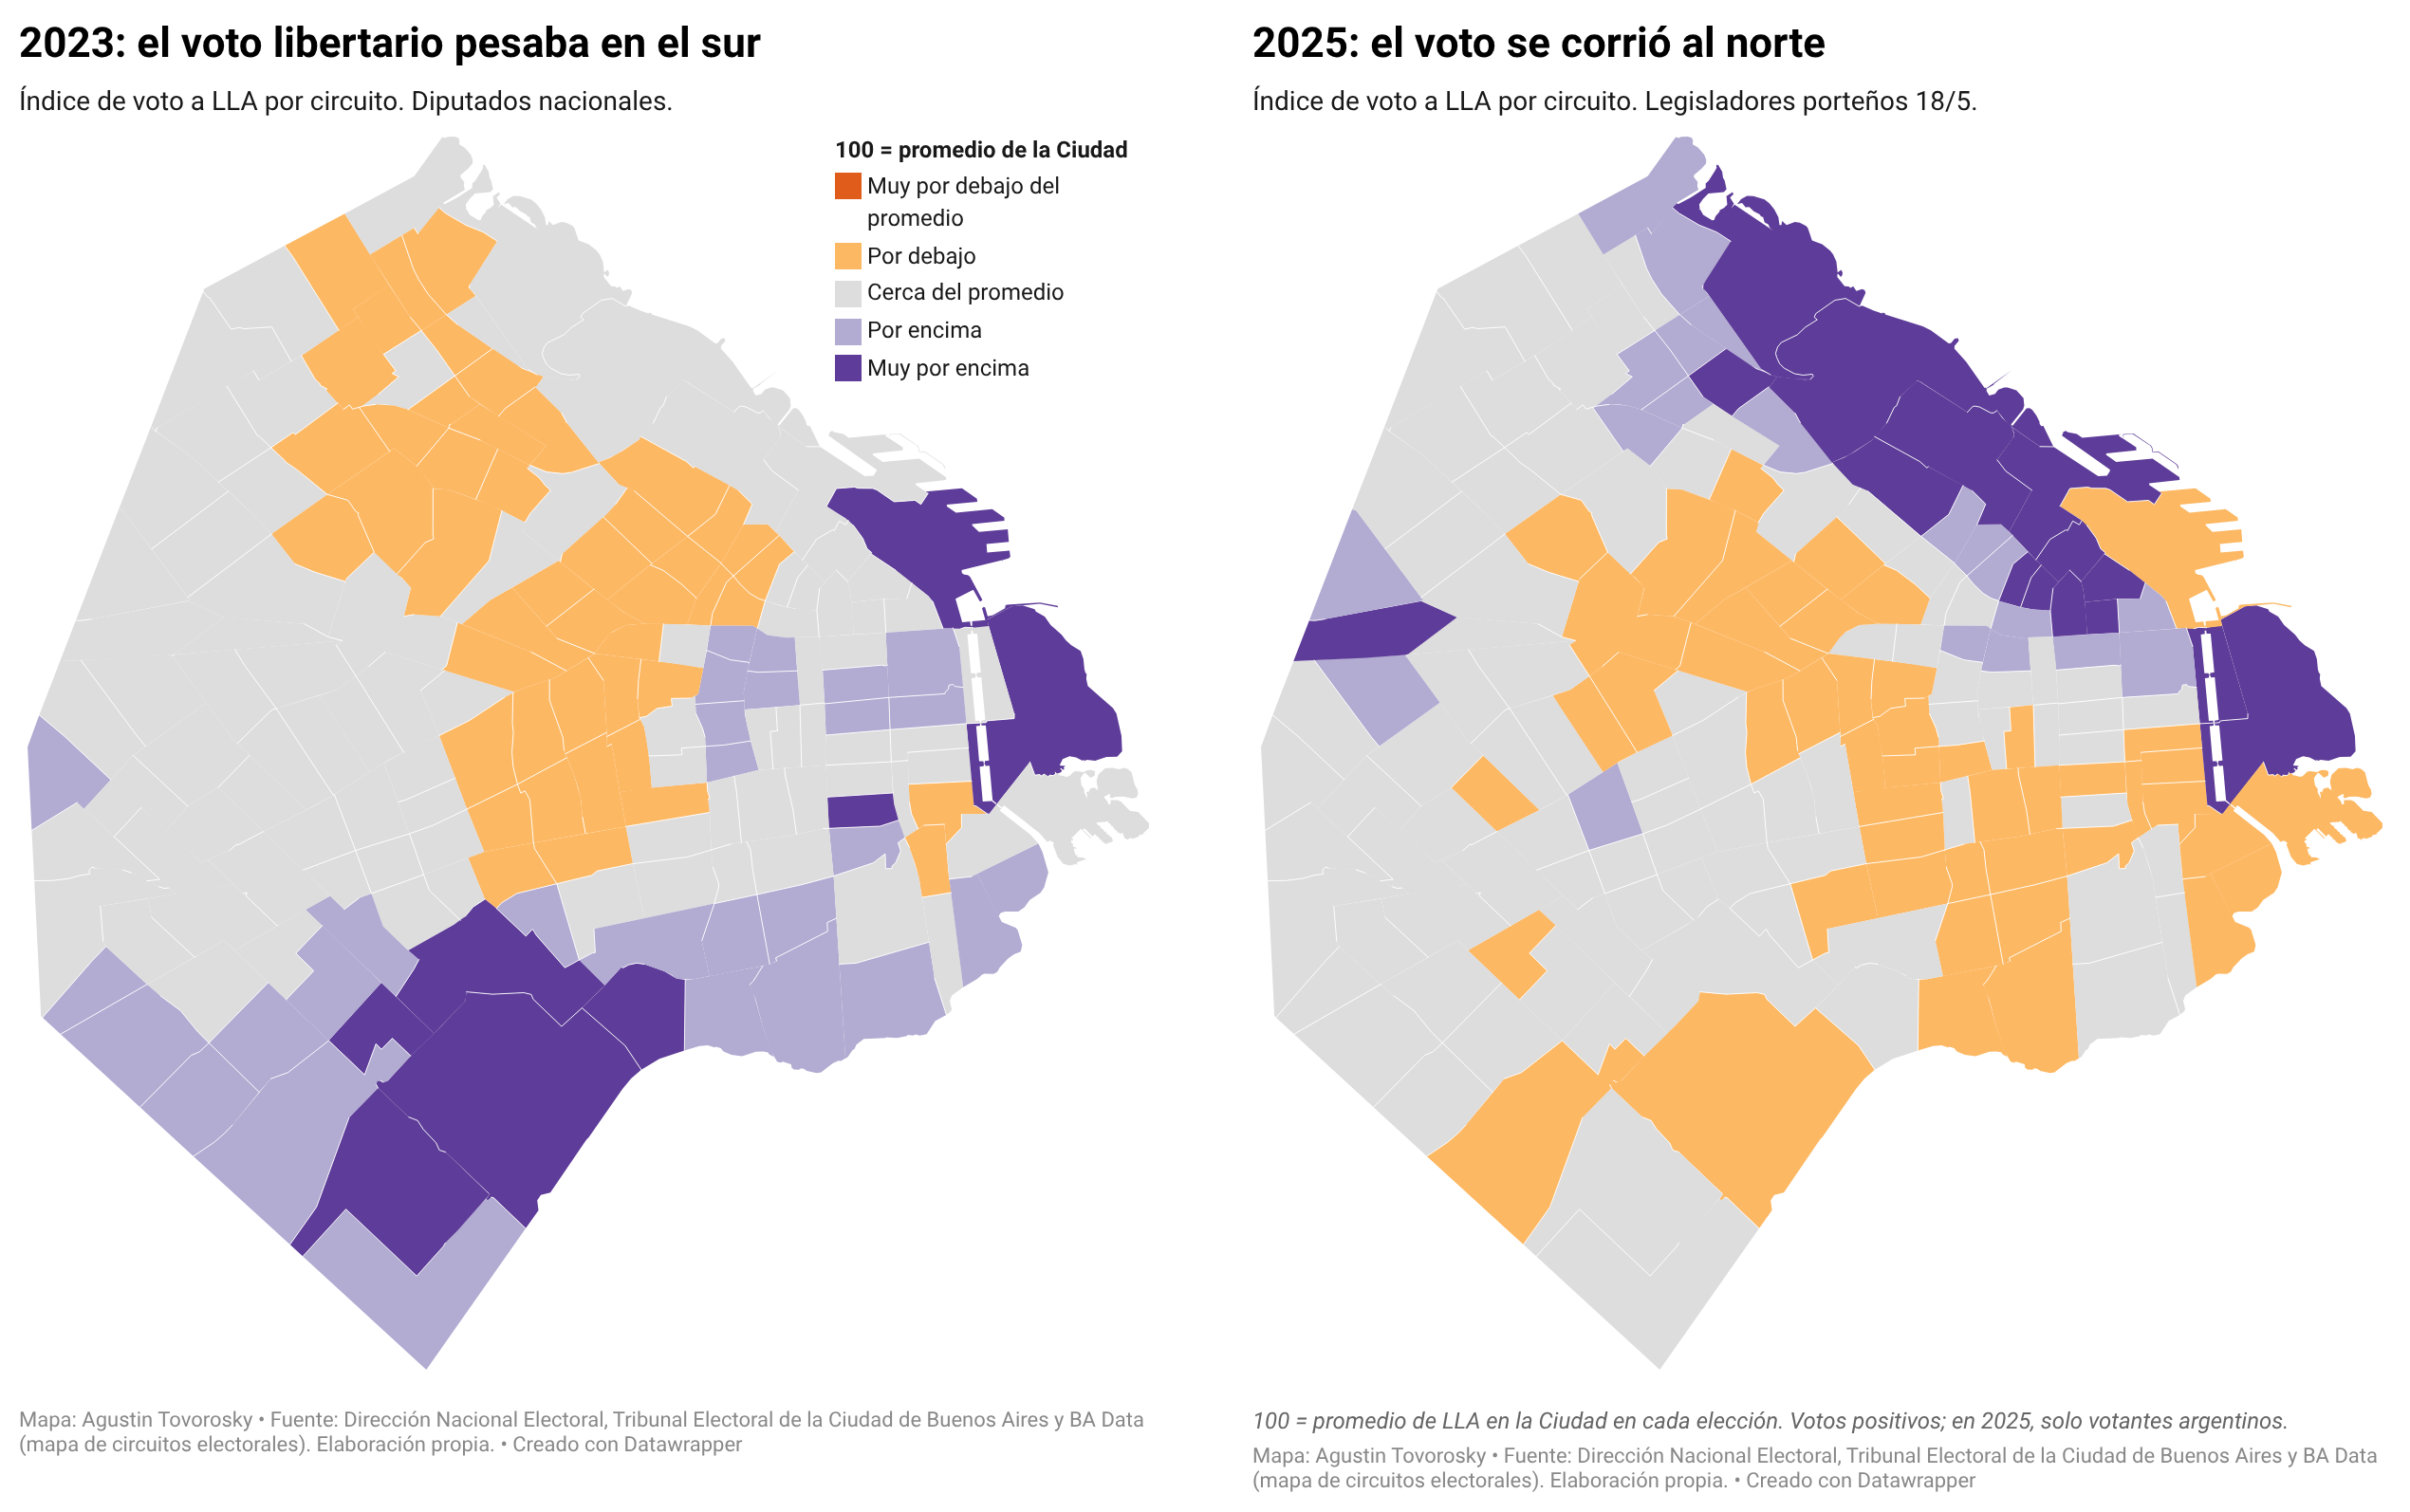 2023: el voto libertario pesaba en el sur
Índice de voto a LLA por circuito. Diputados nacionales.
100 = promedio de la Ciudad
Muy por debajo del
promedio
Por debajo
Cerca del promedio
Por encima
Muy por encima
Mapa: Agustin Tovorosky • Fuente: Dirección Nacional Electoral, Tribunal Electoral de la Ciudad de Buenos Aires y BA Data
(mapa de circuitos electorales). Elaboración propia. • Creado con Datawrapper
2025: el voto se corrió al norte
Índice de voto a LLA por circuito. Legisladores porteños 18/5.
100 = promedio de LLA en la Ciudad en cada elección. Votos positivos; en 2025, solo votantes argentinos.
Mapa: Agustin Tovorosky • Fuente: Dirección Nacional Electoral, Tribunal Electoral de la Ciudad de Buenos Aires y BA Data
(mapa de circuitos electorales). Elaboración propia. • Creado con Datawrapper